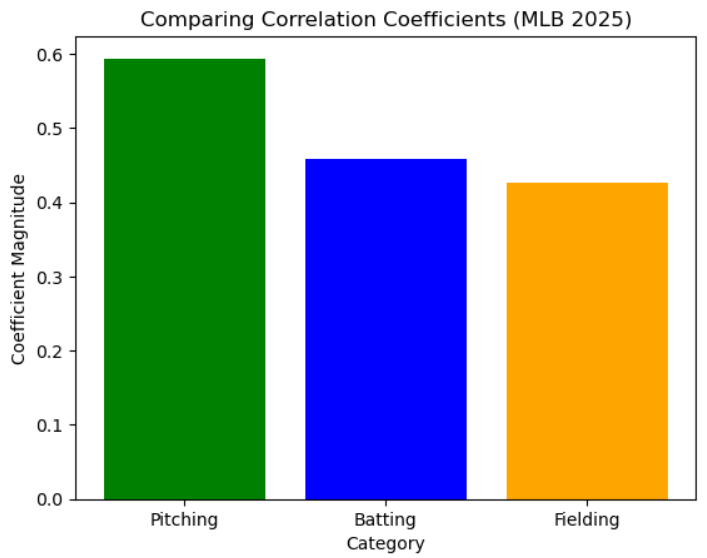 Comparing Correlation Coefficients (MLB 2025)
Coefficient Magnitude
0.6
0.5
0.4
0.3
0.2
0.1
0.0
Pitching Batting Fielding
Category